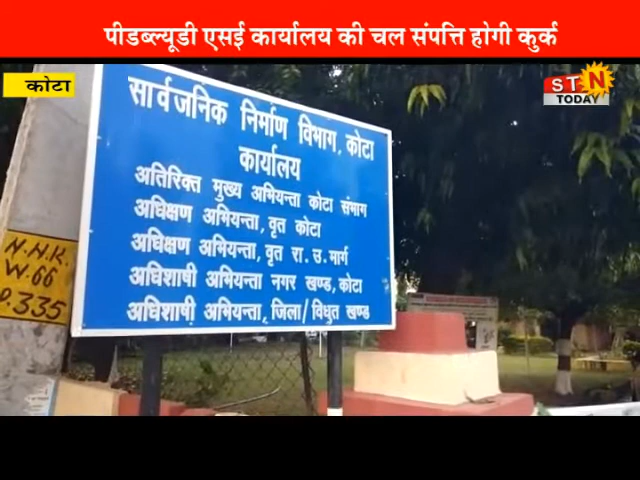 पीडब्ल्यूडी एसई कार्यालय की चल संपत्ति होगी कुर्क
कोटा
STN
TODAY
सार्वजनिक निर्माण विभाग, कोटा
कार्यालय
अतिरिक्त मुख्य अभियन्ता कोटा संभाग
अधिक्षण अभियन्ता, वृत कोटा
अधिक्षण अभियन्ता, वृत रा. उ. मार्ग
अधिशाषी अभियन्ता नगर खण्ड, कोटा
अधिशाषी अभियन्ता, जिला/विधुत खण्ड
N.H.K.
W.66
P.335